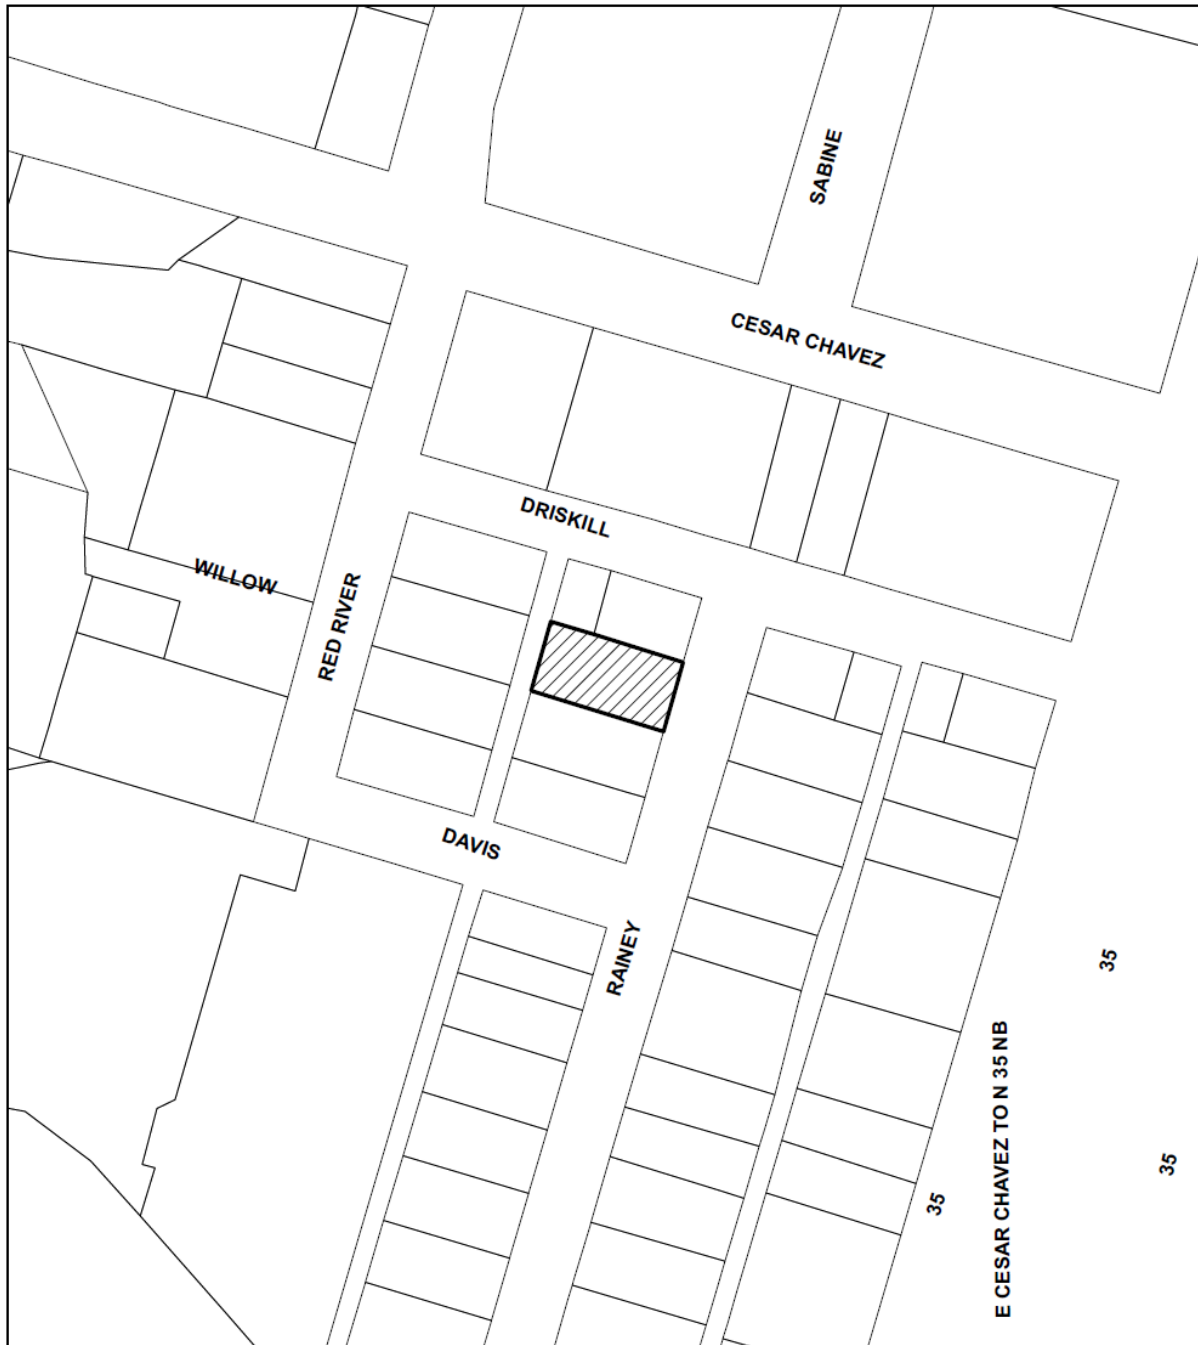 SABINE
CESAR CHAVEZ
DRISKILL
WILLOW
RED RIVER
DAVIS
RAINEY
35
E CESAR CHAVEZ TO N 35 NB
35
35